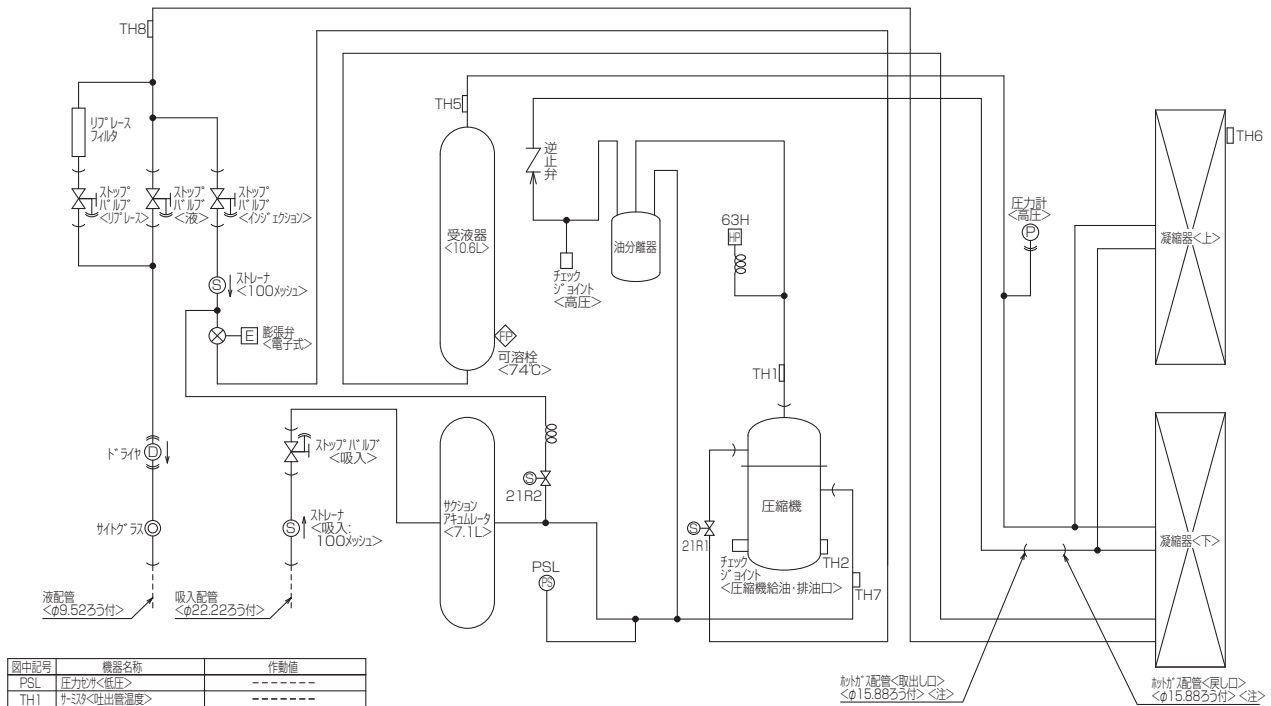 TH8
リプレース
フィルタ
ストップ
バルブ
<リプレース>
ストップ
バルブ
<液>
ストップ
バルブ
<インジェクション>
S
ストレーナ
<100メッシュ>
E
膨張弁
<電子式>
D
ドライヤ
サイトグラス
液配管
<φ9.52ろう付>
ストップバルブ
<吸入>
S
ストレーナ
<吸入:
100メッシュ>
吸入配管
<φ22.22ろう付>
TH5
受液器
<10.6L>
FP
可溶栓
<74℃>
サクション
アキュムレータ
<7.1L>
S
21R2
PSL
PS
逆止弁
チェック
ジョイント
<高圧>
油分離器
63H
HP
TH1
圧縮機
S
21R1
チェック
ジョイント
<圧縮機給油・排油口>
TH2
TH7
圧力計
<高圧>
P
TH6
凝縮器<上>
凝縮器<下>
ホットガス配管<取出し口>
<φ15.88ろう付> <注>
ホットガス配管<戻し口>
<φ15.88ろう付> <注>
図中記号 機器名称 作動値
PSL 圧力センサ<低圧> ------
TH1 サーミスタ<吐出管温度> ------